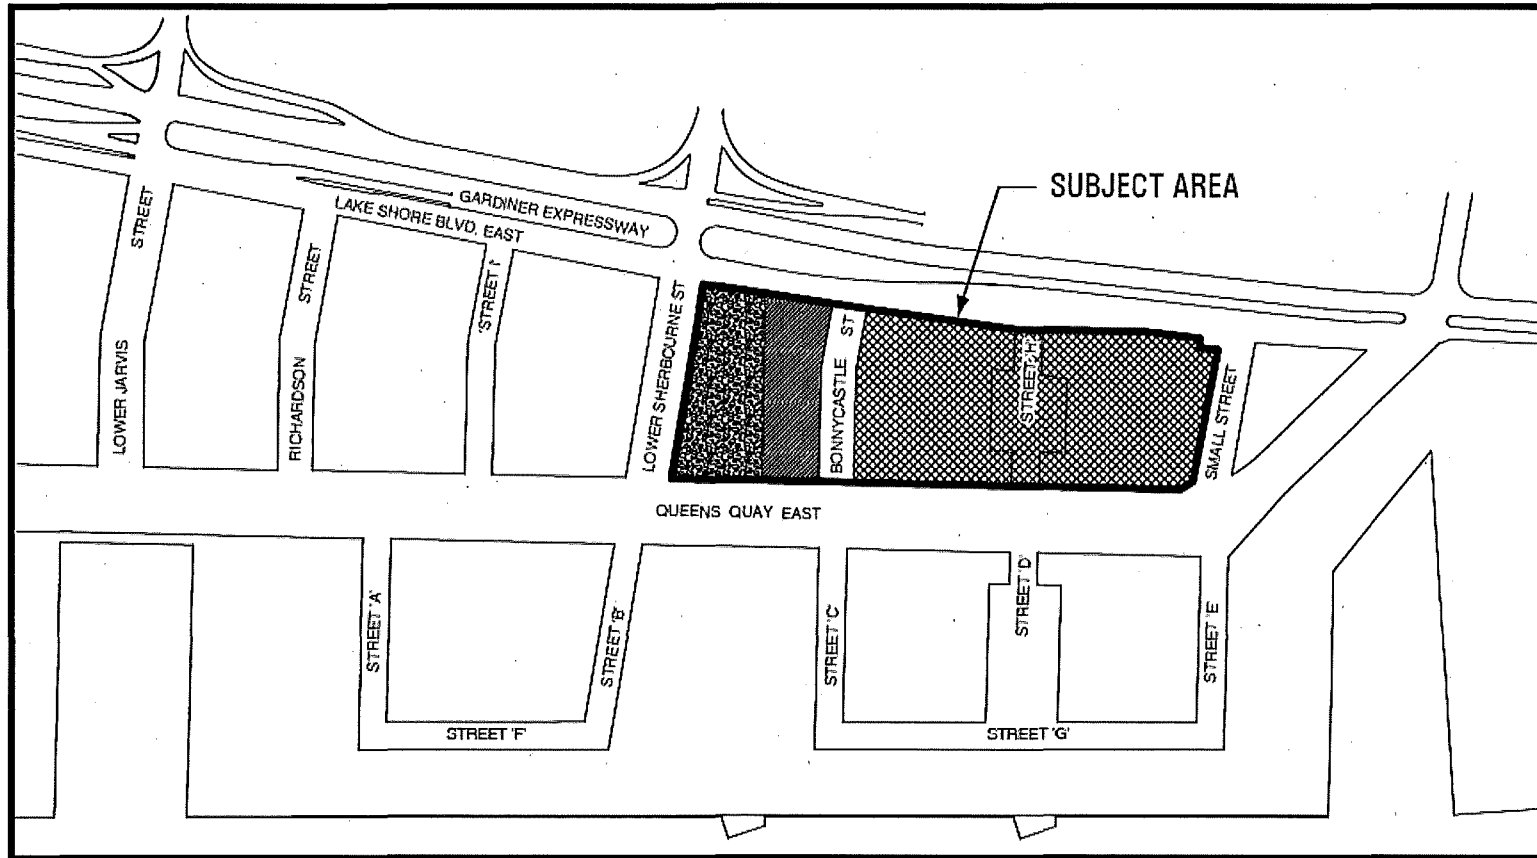 SUBJECT AREA
GARDINER EXPRESSWAY
LAKE SHORE BLVD. EAST
STREET
LOWER JARVIS
STREET
RICHARDSON
STREET 'I'
LOWER SHERBOURNE ST
BONNYCASTLE ST
STREET 'H'
SMALL STREET
QUEENS QUAY EAST
STREET 'A'
STREET 'B'
STREET 'C'
STREET 'D'
STREET 'E'
STREET 'F'
STREET 'G'